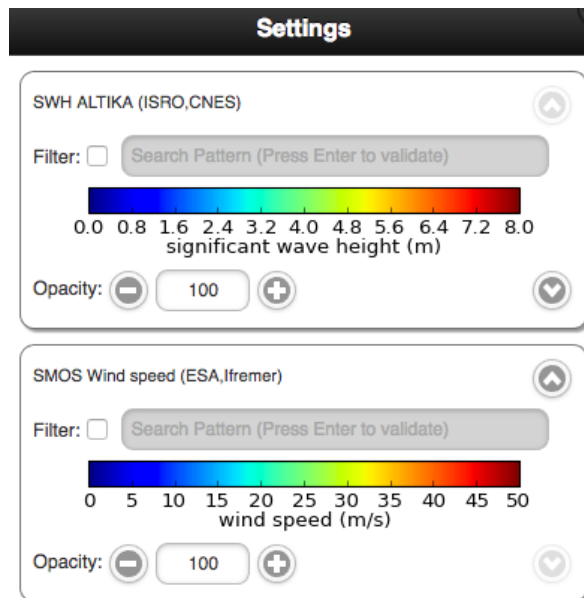 Settings
SWH ALTIKA (ISRO,CNES)
Filter: Search Pattern (Press Enter to validate)
0.0 0.8 1.6 2.4 3.2 4.0 4.8 5.6 6.4 7.2 8.0
significant wave height (m)
Opacity: 100
SMOS Wind speed (ESA,Ifremer)
Filter: Search Pattern (Press Enter to validate)
0 5 10 15 20 25 30 35 40 45 50
wind speed (m/s)
Opacity: 100